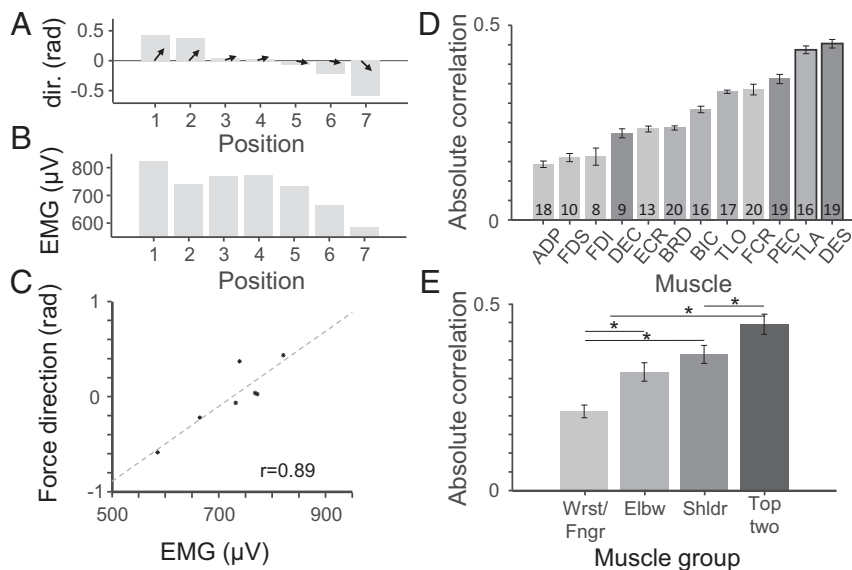 A
dir. (rad)
0.5
0
-0.5
1 2 3 4 5 6 7
Position
B
EMG (µV)
800
700
600
1 2 3 4 5 6 7
Position
C
Force direction (rad)
1
0
-1
r=0.89
500 700 900
EMG (µV)
D
Absolute correlation
0.5
0
18 10 8 9 13 20 16 17 20 19 16 19
ADP FDS FDI DEC ECR BRD BIC TLO FCR PEC TLA DES
Muscle
E
Absolute correlation
0.5
0
* * * *
Wrst/ Elbw Shldr Top
Fngr two
Muscle group